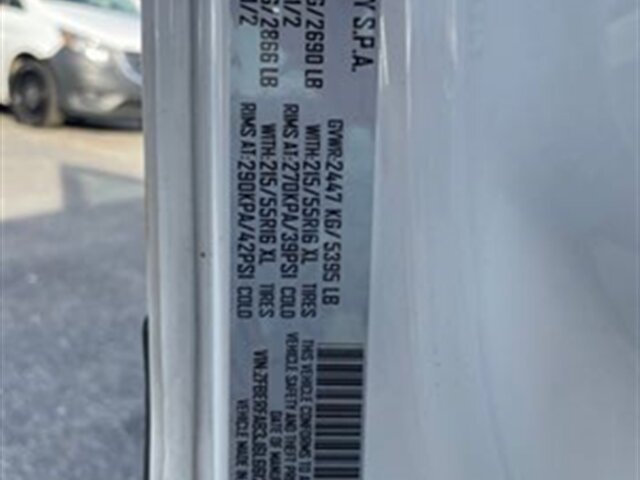 Y S.P.A.
GVWR:2447 KG/ 5395 LB
G/2690 LB WITH:215/55R16 XL TIRES
1/2 RIMS AT:270KPA/39PSI COLD
G/2866 LB WITH:215/55R16 XL TIRES
1/2 RIMS AT:290KPA/42PSI COLD
THIS VEHICLE CONFORMS TO A
VEHICLE SAFETY AND THEFT PR
DATE OF MANUF
VEHICLE MADE IN